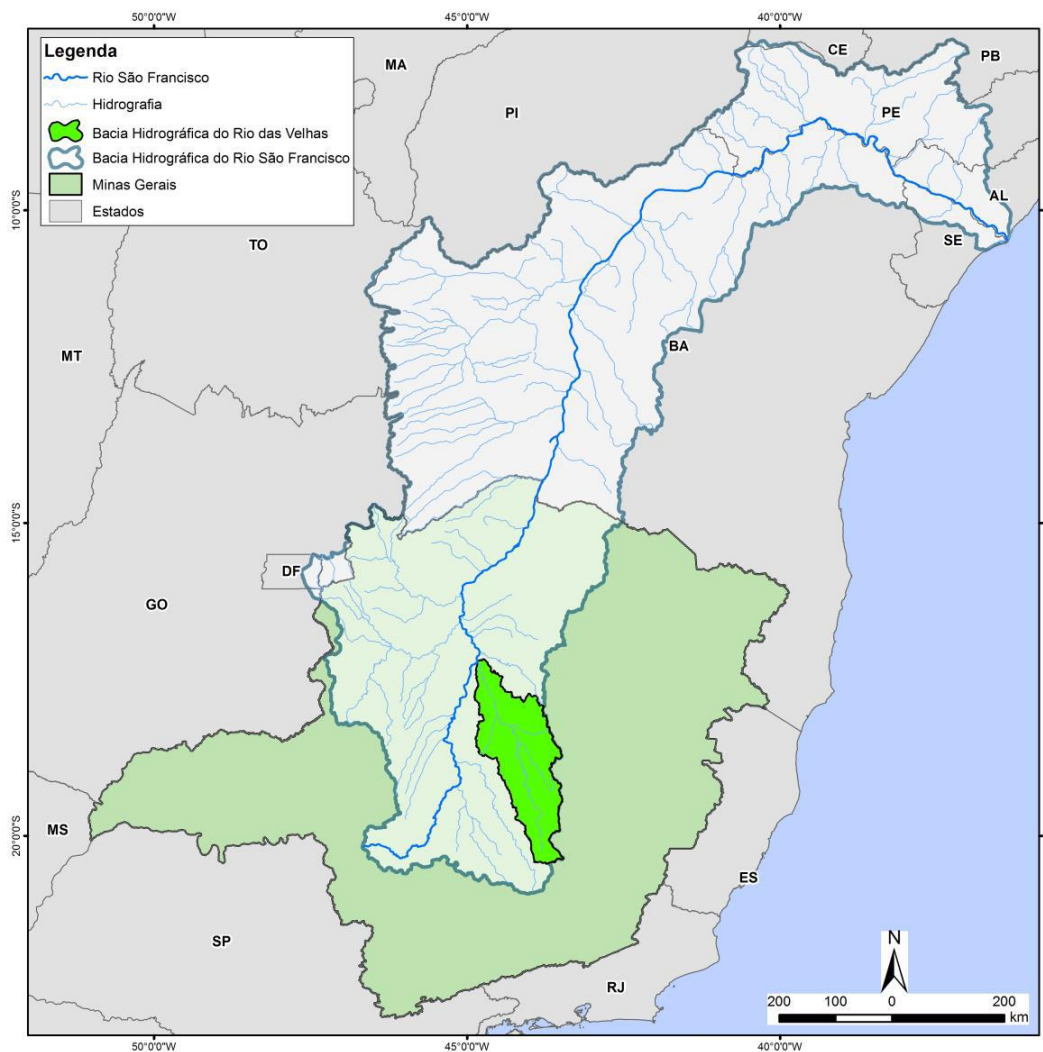 50°0'0"W 45°0'0"W 40°0'0"W
Legenda
Rio São Francisco
Hidrografia
Bacia Hidrográfica do Rio das Velhas
Bacia Hidrográfica do Rio São Francisco
Minas Gerais
Estados
MA
CE
PB
PI
PE
10°0'0"S
AL
TO
SE
MT
BA
15°0'0"S
DF
GO
20°0'0"S
MS
ES
SP
RJ
N
200 100 0 200
km
50°0'0"W 45°0'0"W 40°0'0"W